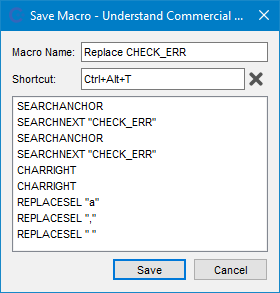 Save Macro - Understand Commercial ...
Macro Name: Replace CHECK_ERR
Shortcut: Ctrl+Alt+T
SEARCHANCHOR
SEARCHNEXT "CHECK_ERR"
SEARCHANCHOR
SEARCHNEXT "CHECK_ERR"
CHARRIGHT
CHARRIGHT
REPLACESEL "a"
REPLACESEL ","
REPLACESEL " "
Save Cancel